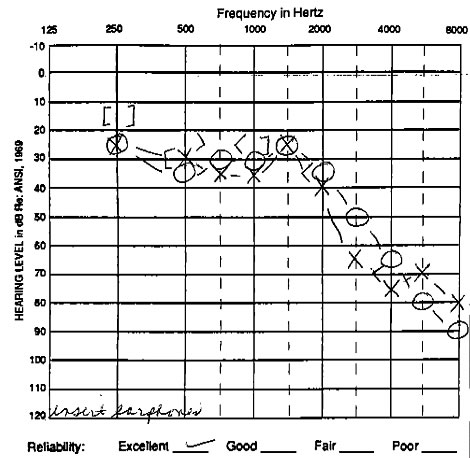 Frequency in Hertz
125 250 500 1000 2000 4000 8000
-10
0
10
20
30
40
50
60
70
80
90
100
110
120
HEARING LEVEL in dB Re: ANSI, 1969
insert earphones
Reliability: Excellent Good Fair Poor